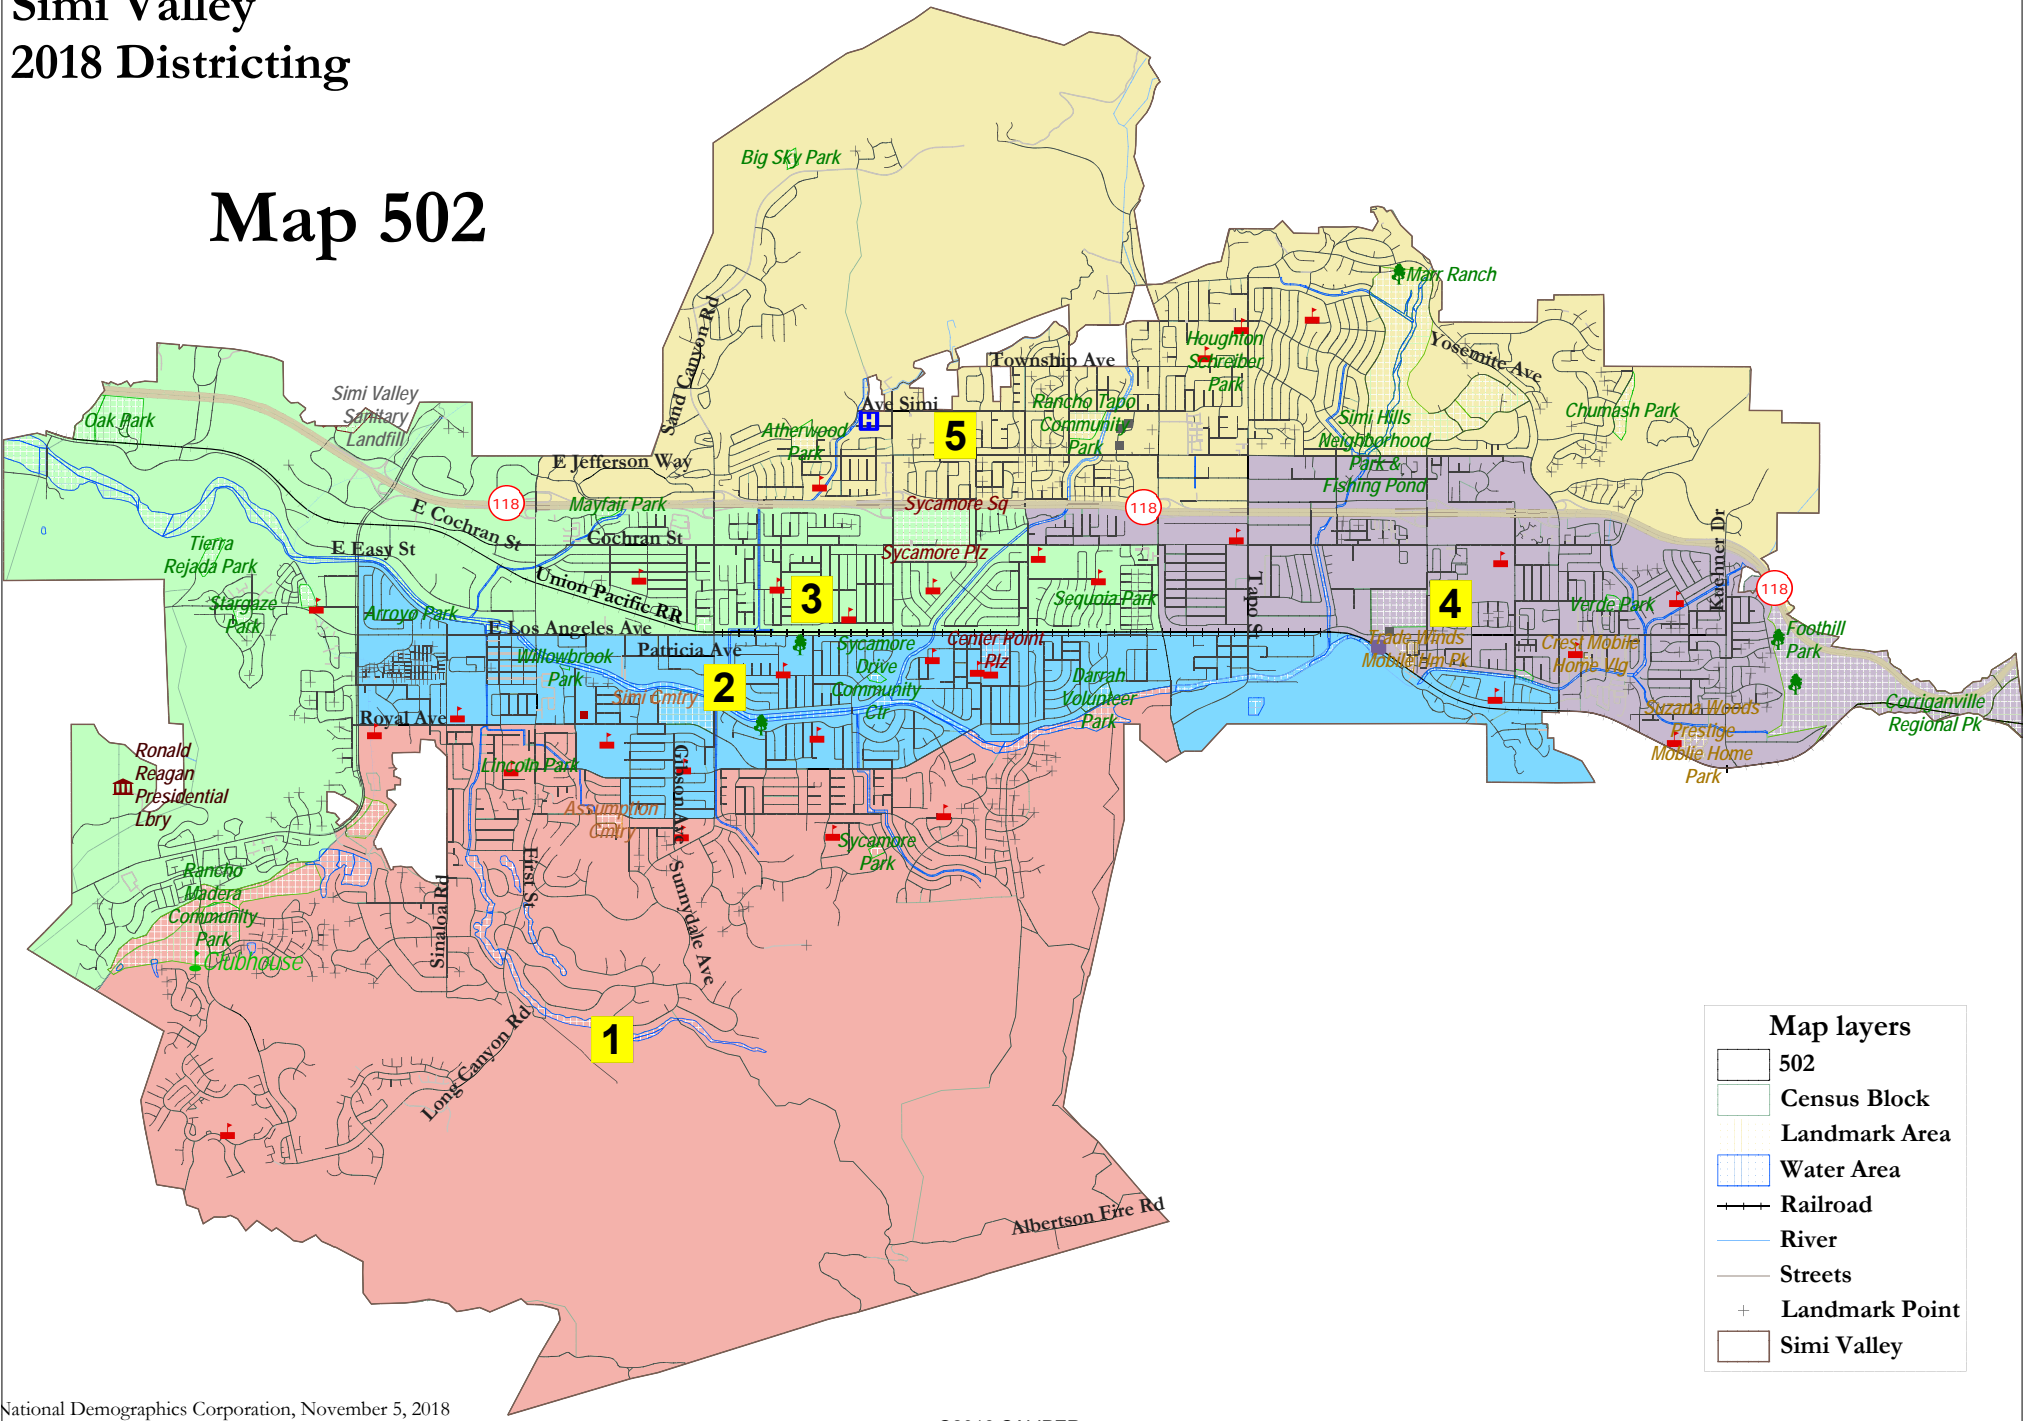 Simi Valley
2018 Districting
Map 502
Big Sky Park
Marr Ranch
Sand Canyon Rd
Houghton
Schreiber
Park
Yosemite Ave
Township Ave
Simi Valley
Sanitary
Landfill
Oak Park
Ave Simi
H
Rancho Tapo
Community
Park
Simi Hills
Neighborhood
Park &
Fishing Pond
Chumash Park
Atherwood
Park
5
E Jefferson Way
118
Mayfair Park
Sycamore Sq
118
E Cochran St
Cochran St
Kuehner Dr
Tierra
Rejada Park
E Easy St
Sycamore Plz
Union Pacific RR
118
Stargaze
Park
Arroyo Park
3
Sequoia Park
Tapo St
4
Verde Park
E Los Angeles Ave
Patricia Ave
Sycamore
Drive
Community
Ctr
Center Point
Plz
Trade Winds
Mobile Hm Pk
Crest Mobile
Home Vlg
Foothill
Park
Willowbrook
Park
Simi Cmtry
2
Darrah
Volunteer
Park
Royal Ave
Suzana Woods
Prestige
Moblie Home
Park
Corriganville
Regional Pk
Ronald
Reagan
Presidential
Lbry
Lincoln Park
Gibson Ave
Assumption
Cmtry
Sycamore
Park
Rancho
Madera
Community
Park
Clubhouse
Sinaloa Rd
First St
Sunnydale Ave
Long Canyon Rd
1
Albertson Fire Rd
Map layers
502
Census Block
Landmark Area
Water Area
Railroad
River
Streets
Landmark Point
Simi Valley
National Demographics Corporation, November 5, 2018